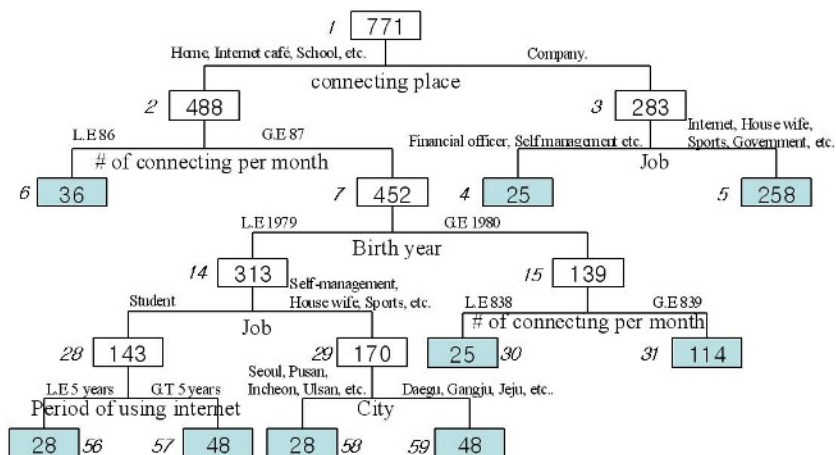 1 771
Home, Internet café, School, etc. Company.
connecting place
2 488 3 283
L.E 86 G.E 87
Financial officer, Self management etc. Internet, House wife,
Sports, Government, etc.
# of connecting per month Job
6 36 7 452 4 25 5 258
L.E 1979 G.E 1980
Birth year
14 313 15 139
Student Self-management,
House wife, Sports, etc.
L.E 838 G.E 839
Job # of connecting per month
28 143 29 170 25 30 31 114
L.E 5 years G.T 5 years
Seoul, Pusan,
Incheon, Ulsan, etc. Daegu, Gangju, Jeju, etc..
Period of using internet City
28 56 57 48 28 58 59 48